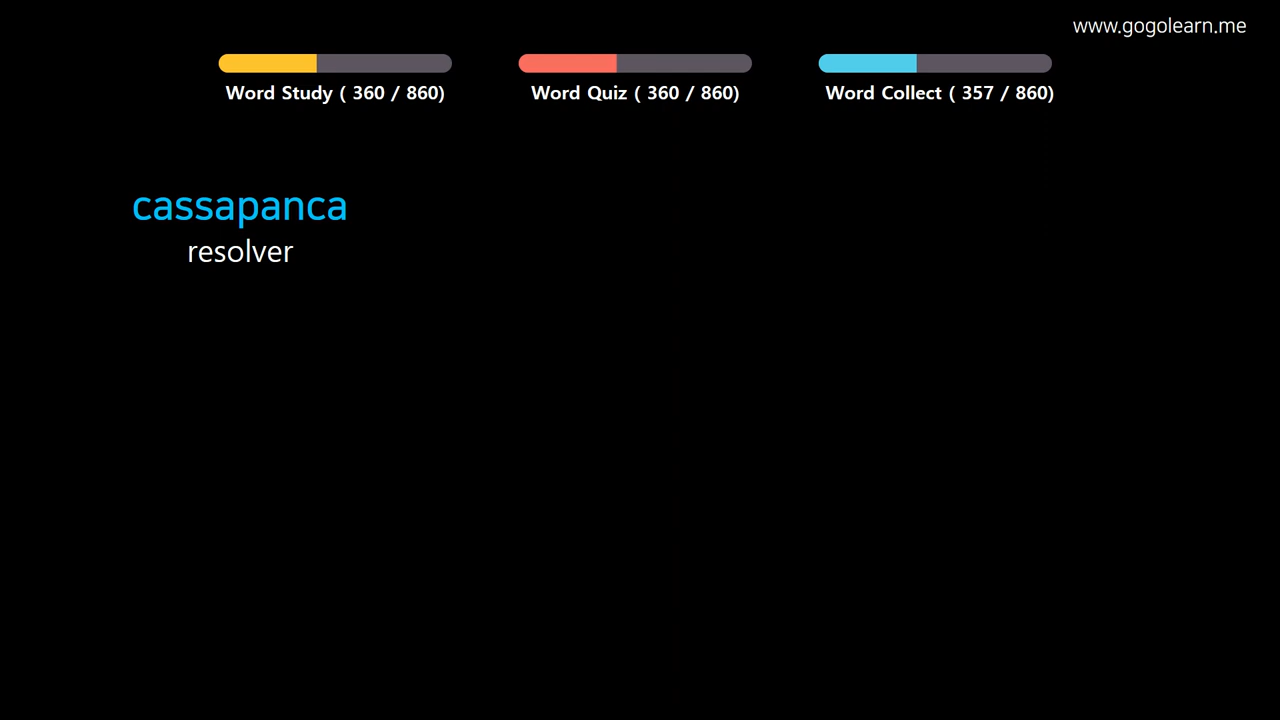 www.gogolearn.me
Word Study ( 360 / 860)
Word Quiz ( 360 / 860)
Word Collect ( 357 / 860)
cassapanca
resolver